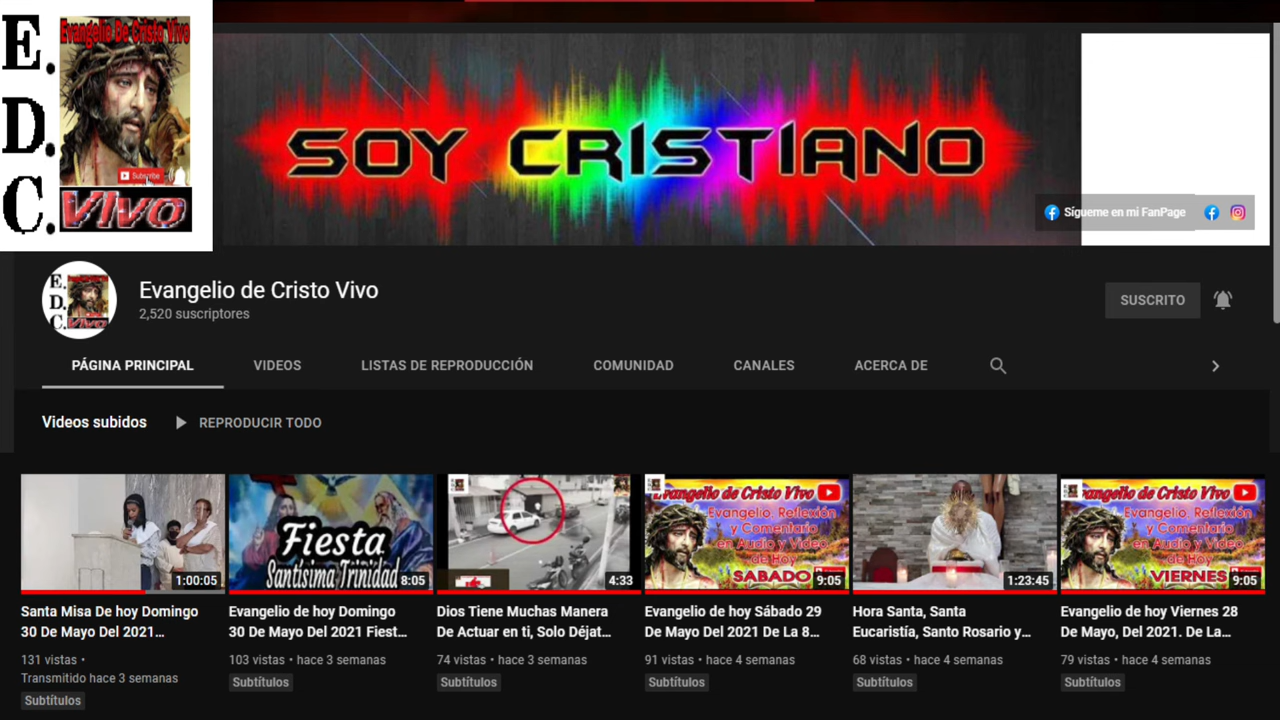 E.
D.
C.
Evangelio De Cristo Vivo
Subscribe
Vivo
SOY CRISTIANO
Sígueme en mi FanPage
E.
D.
C.
Vivo
Evangelio de Cristo Vivo
2,520 suscriptores
SUSCRITO
PÁGINA PRINCIPAL VIDEOS LISTAS DE REPRODUCCIÓN COMUNIDAD CANALES ACERCA DE
Videos subidos REPRODUCIR TODO
1:00:05
Fiesta
Santísima Trinidad
8:05
4:33
Evangelio de Cristo Vivo
Evangelio, Reflexión
y Comentario
en Audio y Video
de Hoy
SABADO
9:05
1:23:45
Evangelio de Cristo Vivo
Evangelio, Reflexión
y Comentario
en Audio y Video
de Hoy
VIERNES
9:05
Santa Misa De hoy Domingo
30 De Mayo Del 2021...
131 vistas •
Transmitido hace 3 semanas
Subtítulos
Evangelio de hoy Domingo
30 De Mayo Del 2021 Fiest...
103 vistas • hace 3 semanas
Subtítulos
Dios Tiene Muchas Manera
De Actuar en ti, Solo Déjat...
74 vistas • hace 3 semanas
Subtítulos
Evangelio de hoy Sábado 29
De Mayo Del 2021 De La 8...
91 vistas • hace 4 semanas
Subtítulos
Hora Santa, Santa
Eucaristía, Santo Rosario y...
68 vistas • hace 4 semanas
Subtítulos
Evangelio de hoy Viernes 28
De Mayo, Del 2021. De La...
79 vistas • hace 4 semanas
Subtítulos